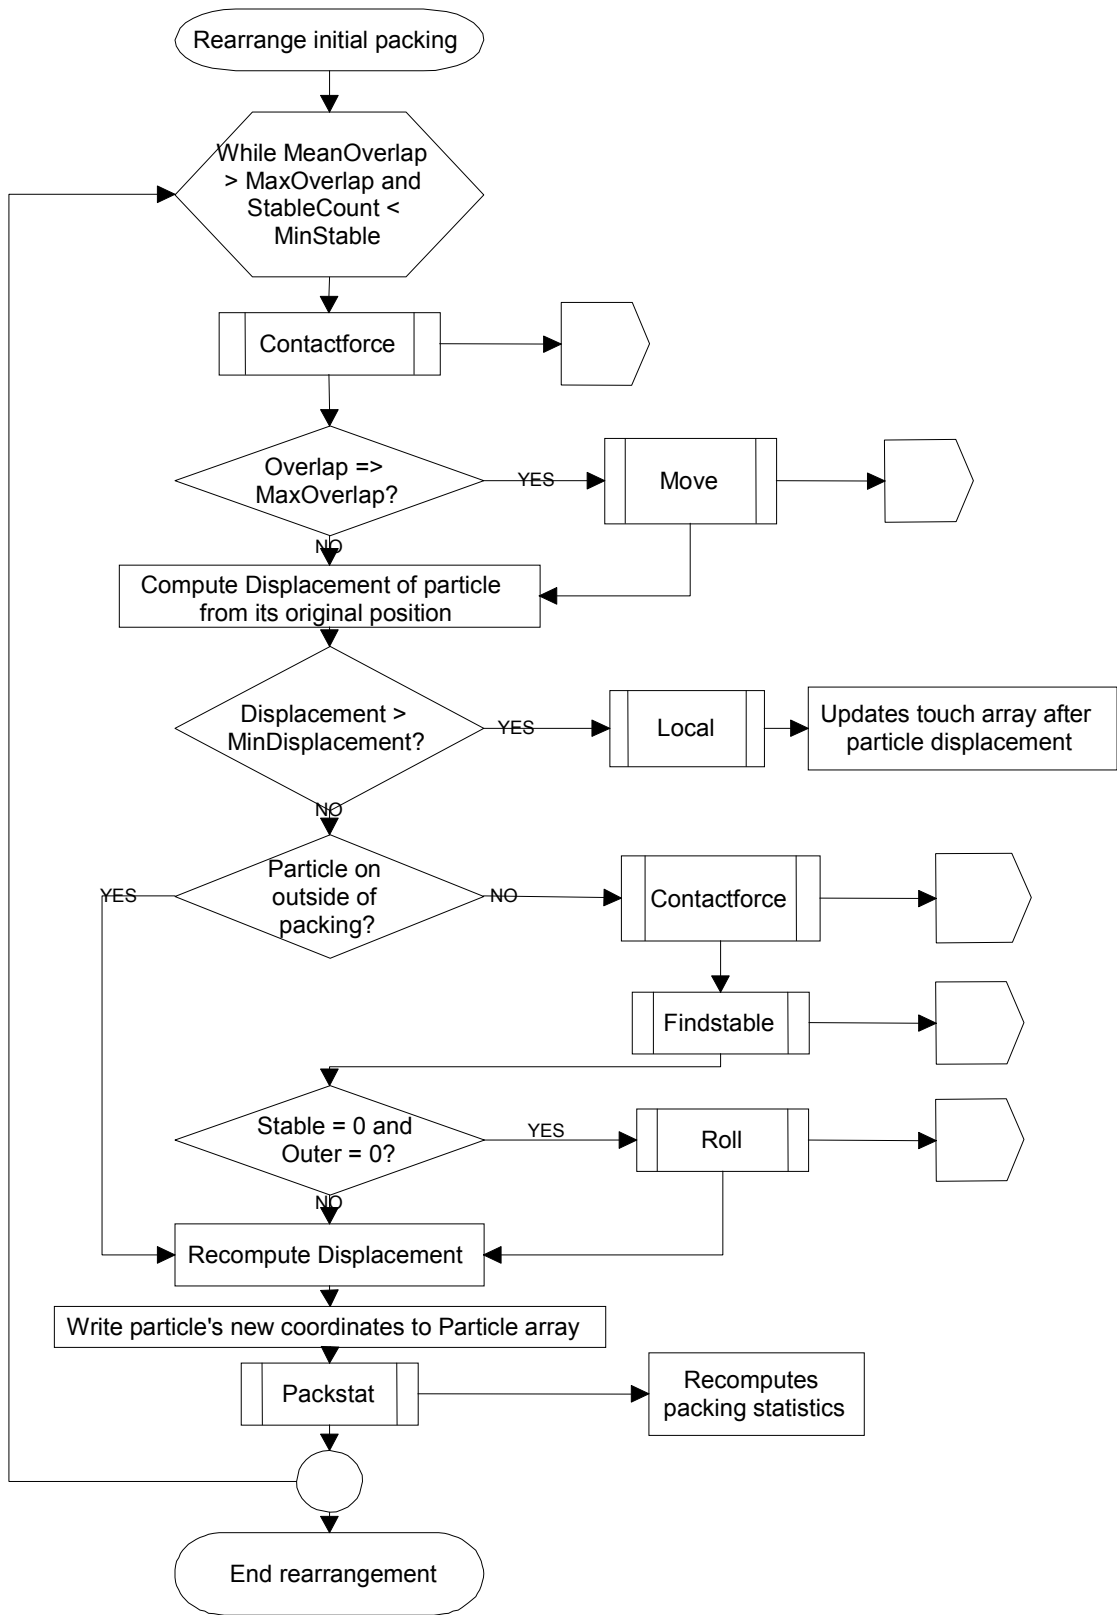 Rearrange initial packing
While MeanOverlap
> MaxOverlap and
StableCount <
MinStable
Contactforce
Overlap =>
MaxOverlap?
YES
Move
NO
Compute Displacement of particle
from its original position
Displacement >
MinDisplacement?
YES
Local
Updates touch array after
particle displacement
NO
Particle on
outside of
packing?
YES
NO
Contactforce
Findstable
Stable = 0 and
Outer = 0?
YES
Roll
NO
Recompute Displacement
Write particle's new coordinates to Particle array
Packstat
Recomputes
packing statistics
End rearrangement